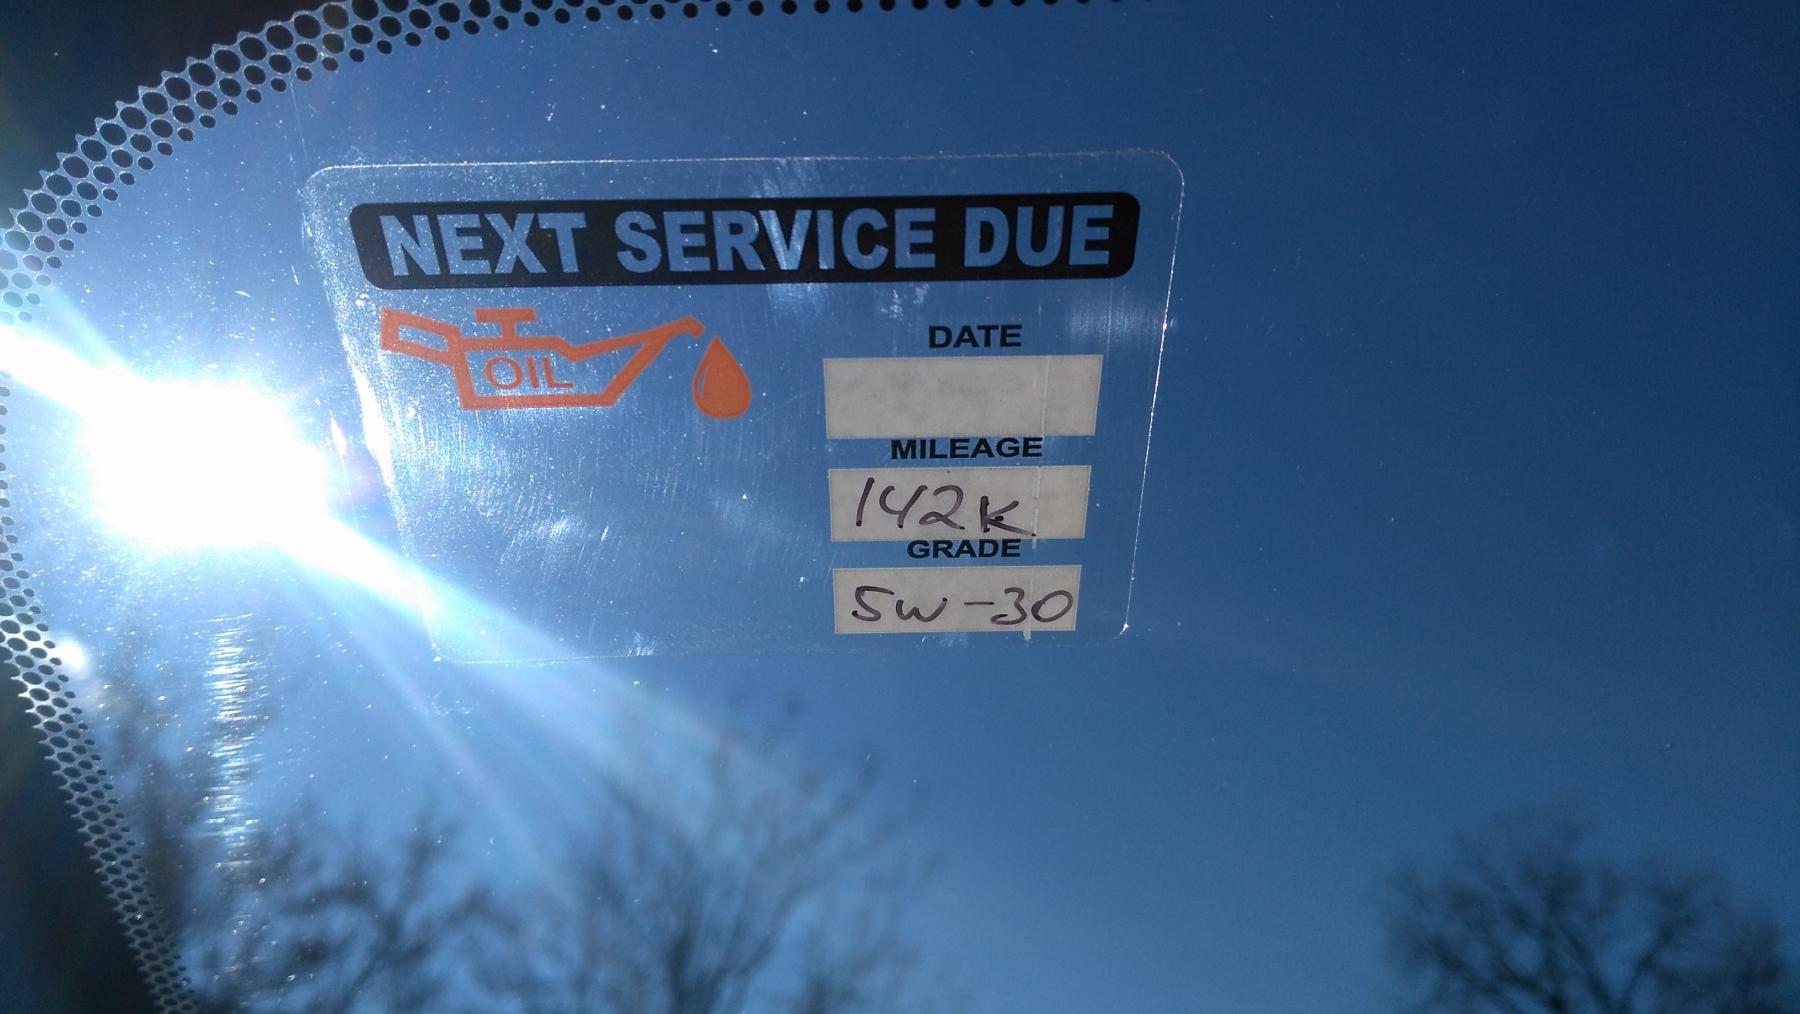 NEXT SERVICE DUE
OIL
DATE
MILEAGE
142K
GRADE
5W-30